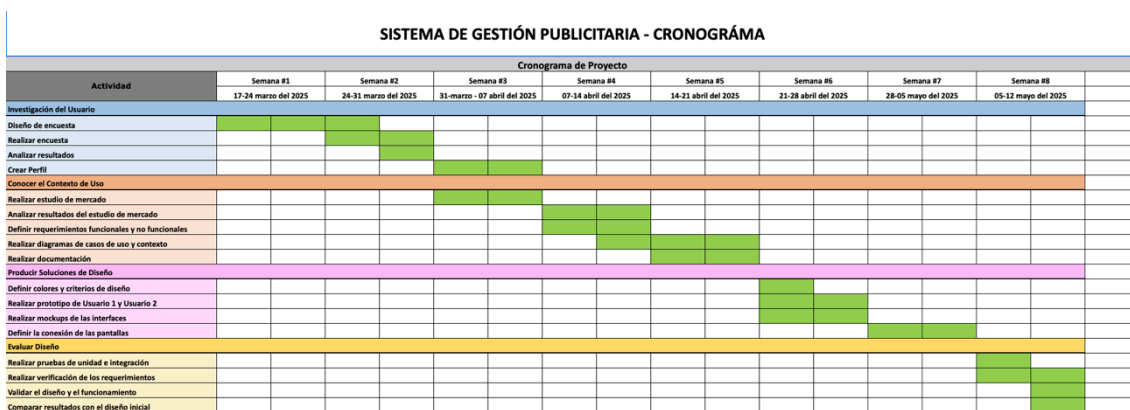 SISTEMA DE GESTIÓN PUBLICITARIA - CRONOGRÁMA
Cronograma de Proyecto
Actividad
Semana #1
Semana #2
Semana #3
Semana #4
Semana #5
Semana #6
Semana #7
Semana #8
17-24 marzo del 2025
24-31 marzo del 2025
31-marzo - 07 abril del 2025
07-14 abril del 2025
14-21 abril del 2025
21-28 abril del 2025
28-05 mayo del 2025
05-12 mayo del 2025
Investigación del Usuario
Diseño de encuesta
Realizar encuesta
Analizar resultados
Crear Perfil
Conocer el Contexto de Uso
Realizar estudio de mercado
Analizar resultados del estudio de mercado
Definir requerimientos funcionales y no funcionales
Realizar diagramas de casos de uso y contexto
Realizar documentación
Producir Soluciones de Diseño
Definir colores y criterios de diseño
Realizar prototipo de Usuario 1 y Usuario 2
Realizar mockups de las interfaces
Definir la conexión de las pantallas
Evaluar Diseño
Realizar pruebas de unidad e integración
Realizar verificación de los requerimientos
Validar el diseño y el funcionamiento
Comparar resultados con el diseño inicial